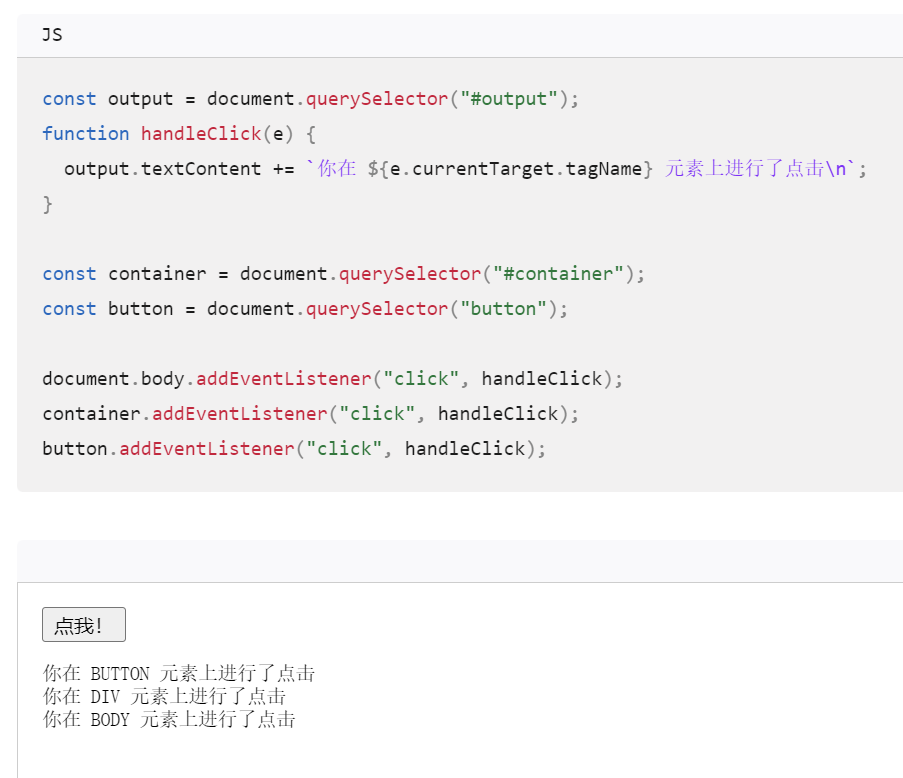 JS
const output = document.querySelector("#output");
function handleClick(e) {
  output.textContent += `你在 ${e.currentTarget.tagName} 元素上进行了点击\n`;
}
const container = document.querySelector("#container");
const button = document.querySelector("button");
document.body.addEventListener("click", handleClick);
container.addEventListener("click", handleClick);
button.addEventListener("click", handleClick);
点我！
你在 BUTTON 元素上进行了点击
你在 DIV 元素上进行了点击
你在 BODY 元素上进行了点击